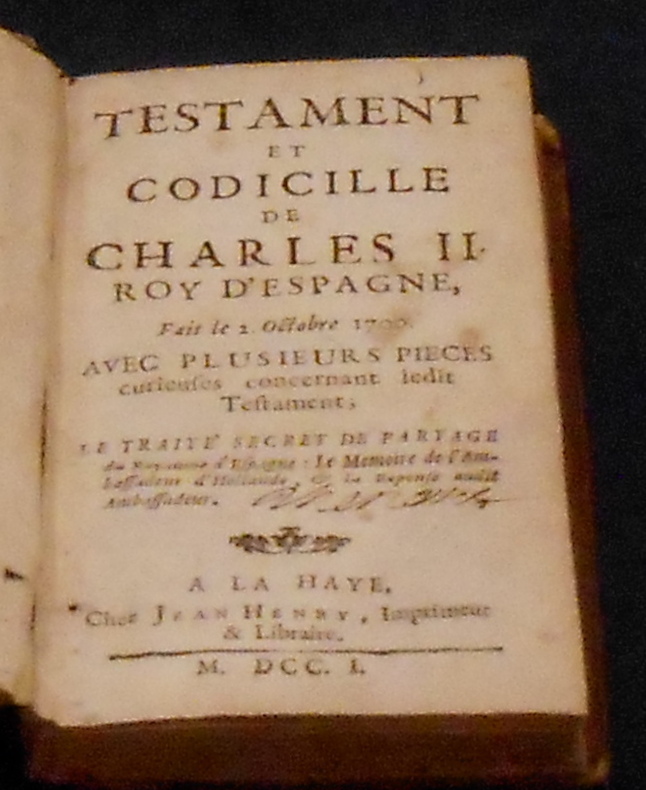 TESTAMENT
ET
CODICILLE
DE
CHARLES II.
ROY D'ESPAGNE,
Fait le 2. Octobre 1700.
AVEC PLUSIEURS PIECES
curieuſes concernant ledit
Teſtament;
LE TRAITÉ SECRET DE PARTAGE
du Royaume d'Eſpagne: Le Memoire de l'Am-
baſſadeur d'Hollande, & la Reponſe audit
Ambaſſadeur.
A LA HAYE,
Chez JEAN HENRY, Imprimeur
& Libraire.
M. DCC. I.